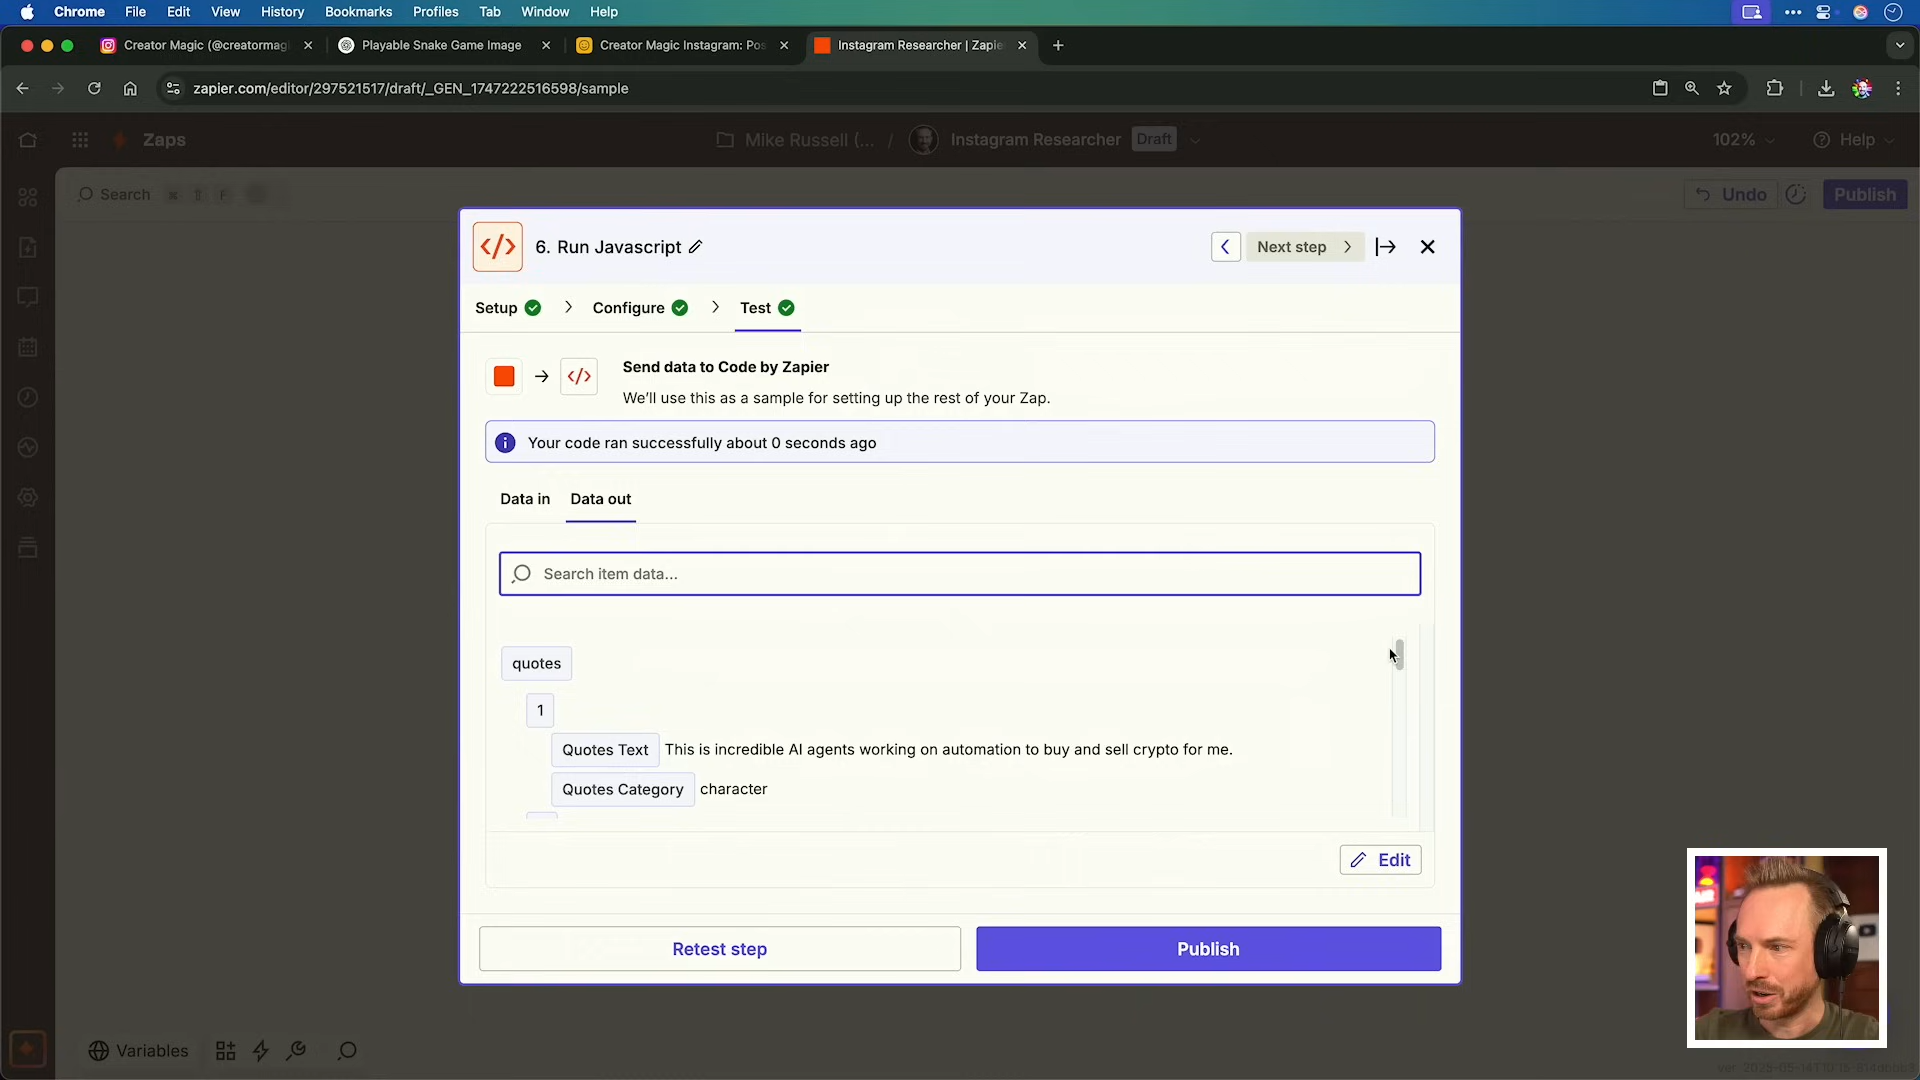 Chrome File Edit View History Bookmarks Profiles Tab Window Help
Creator Magic (@creatormagi
Playable Snake Game Image
Creator Magic Instagram: Pos
Instagram Researcher | Zapie
zapier.com/editor/297521517/draft/_GEN_1747222516598/sample
Zaps
Mike Russell (... / Instagram Researcher Draft
102%
Help
Search
F
Undo
Publish
6. Run Javascript
Next step
Setup
Configure
Test
Send data to Code by Zapier
We'll use this as a sample for setting up the rest of your Zap.
Your code ran successfully about 0 seconds ago
Data in Data out
Search item data...
quotes
1
Quotes Text This is incredible AI agents working on automation to buy and sell crypto for me.
Quotes Category character
Edit
Retest step
Publish
Variables